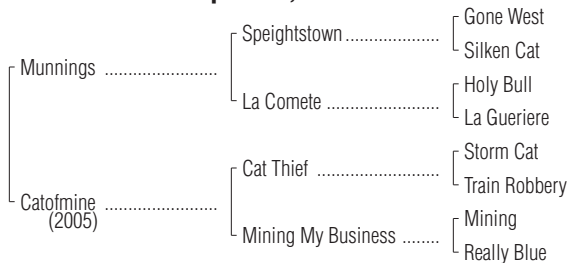 Gone West
Speightstown ....................
Silken Cat
Munnings ........................
Holy Bull
La Comete ........................
La Gueriere
Storm Cat
Cat Thief ..........................
Train Robbery
Catofmine ........................
(2005)
Mining
Mining My Business ........
Really Blue